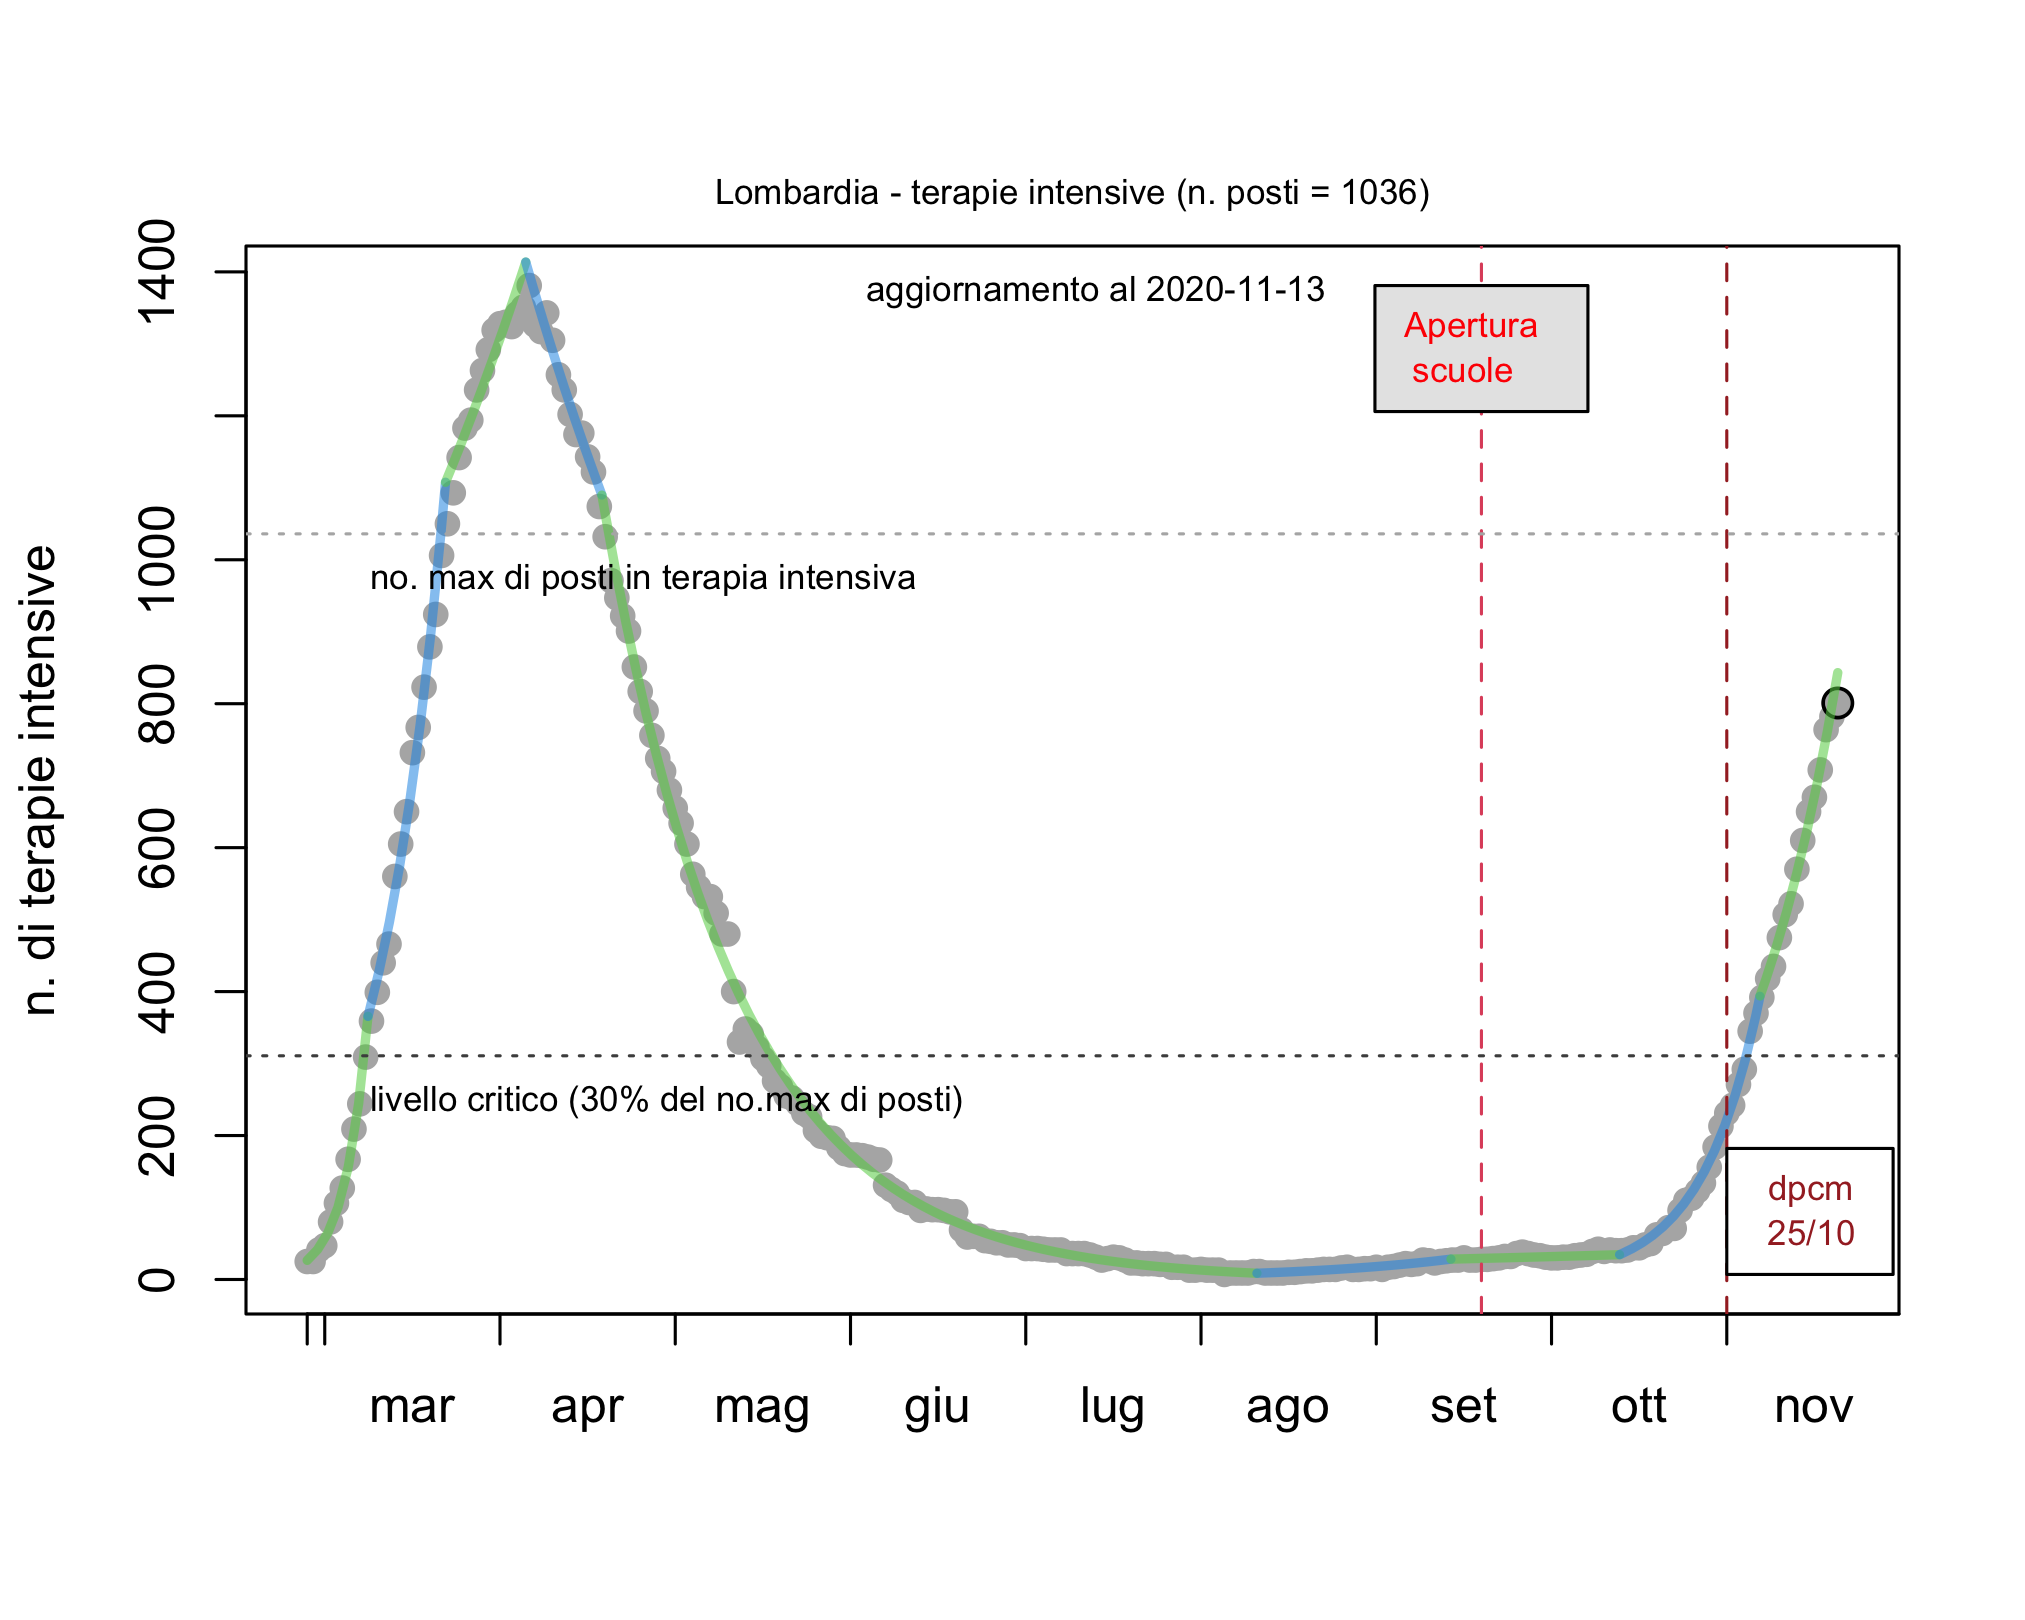 Lombardia - terapie intensive (n. posti = 1036)
aggiornamento al 2020-11-13
Apertura
scuole
no. max di posti in terapia intensiva
livello critico (30% del no.max di posti)
dpcm
25/10
n. di terapie intensive
1400
1000
800
600
400
200
0
mar apr mag giu lug ago set ott nov